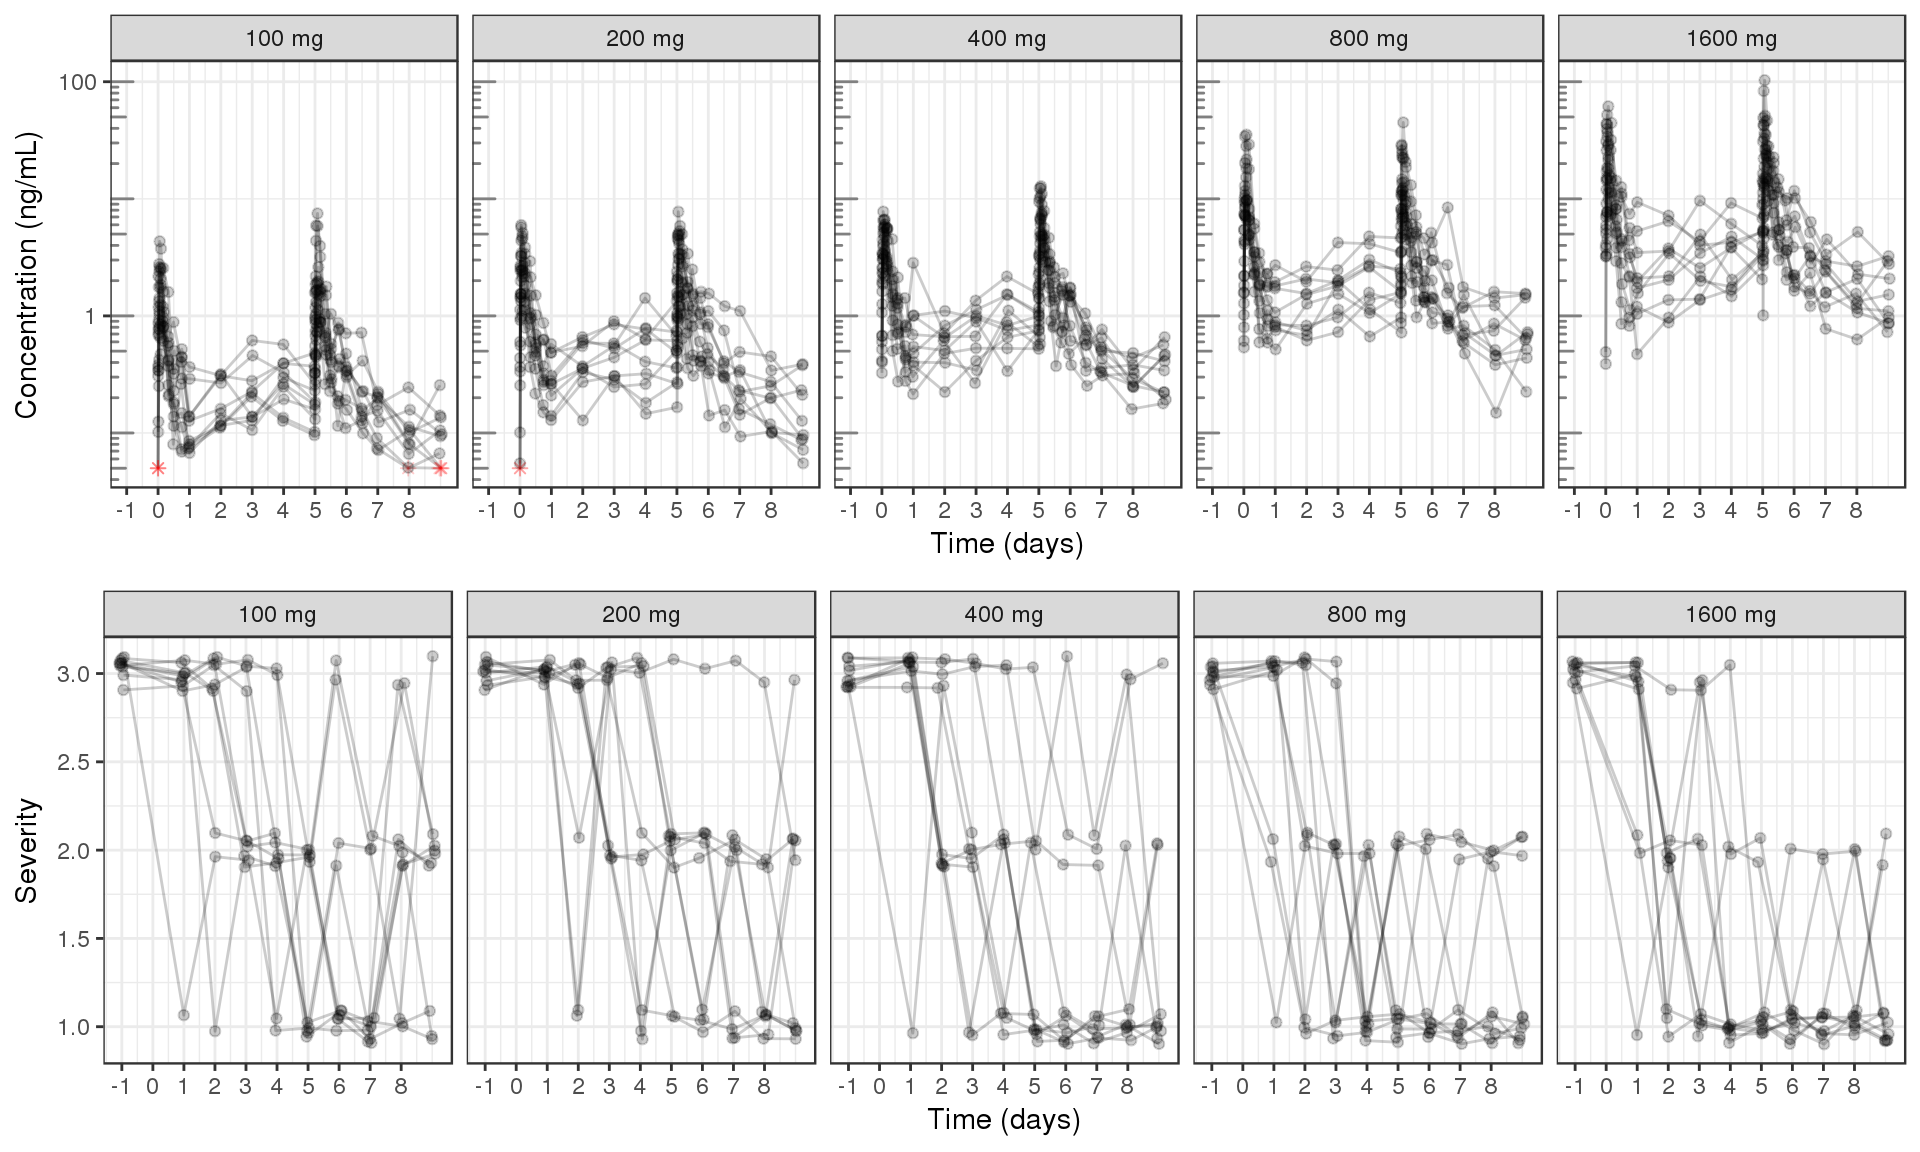 100 mg 200 mg 400 mg 800 mg 1600 mg
100
1
Concentration (ng/mL)
-1 0 1 2 3 4 5 6 7 8 -1 0 1 2 3 4 5 6 7 8 -1 0 1 2 3 4 5 6 7 8 -1 0 1 2 3 4 5 6 7 8 -1 0 1 2 3 4 5 6 7 8
Time (days)
100 mg 200 mg 400 mg 800 mg 1600 mg
3.0
2.5
2.0
1.5
1.0
Severity
-1 0 1 2 3 4 5 6 7 8 -1 0 1 2 3 4 5 6 7 8 -1 0 1 2 3 4 5 6 7 8 -1 0 1 2 3 4 5 6 7 8 -1 0 1 2 3 4 5 6 7 8
Time (days)